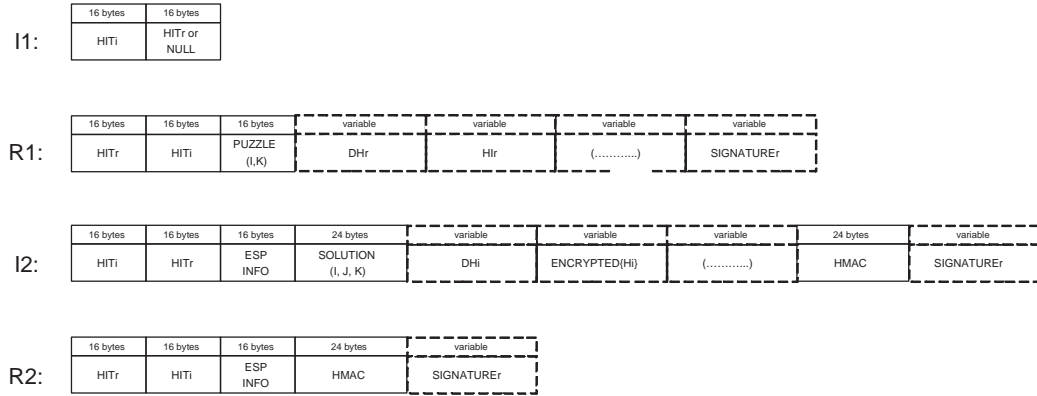 I1:
16 bytes 16 bytes
HITi HITr or NULL
R1:
16 bytes 16 bytes 16 bytes variable variable variable variable
HITr HITi PUZZLE (I,K) DHr HIr (………...) SIGNATUREr
I2:
16 bytes 16 bytes 16 bytes 24 bytes variable variable variable 24 bytes variable
HITi HITr ESP INFO SOLUTION (I, J, K) DHi ENCRYPTED{Hi} (………...) HMAC SIGNATUREr
R2:
16 bytes 16 bytes 16 bytes 24 bytes variable
HITr HITi ESP INFO HMAC SIGNATUREr